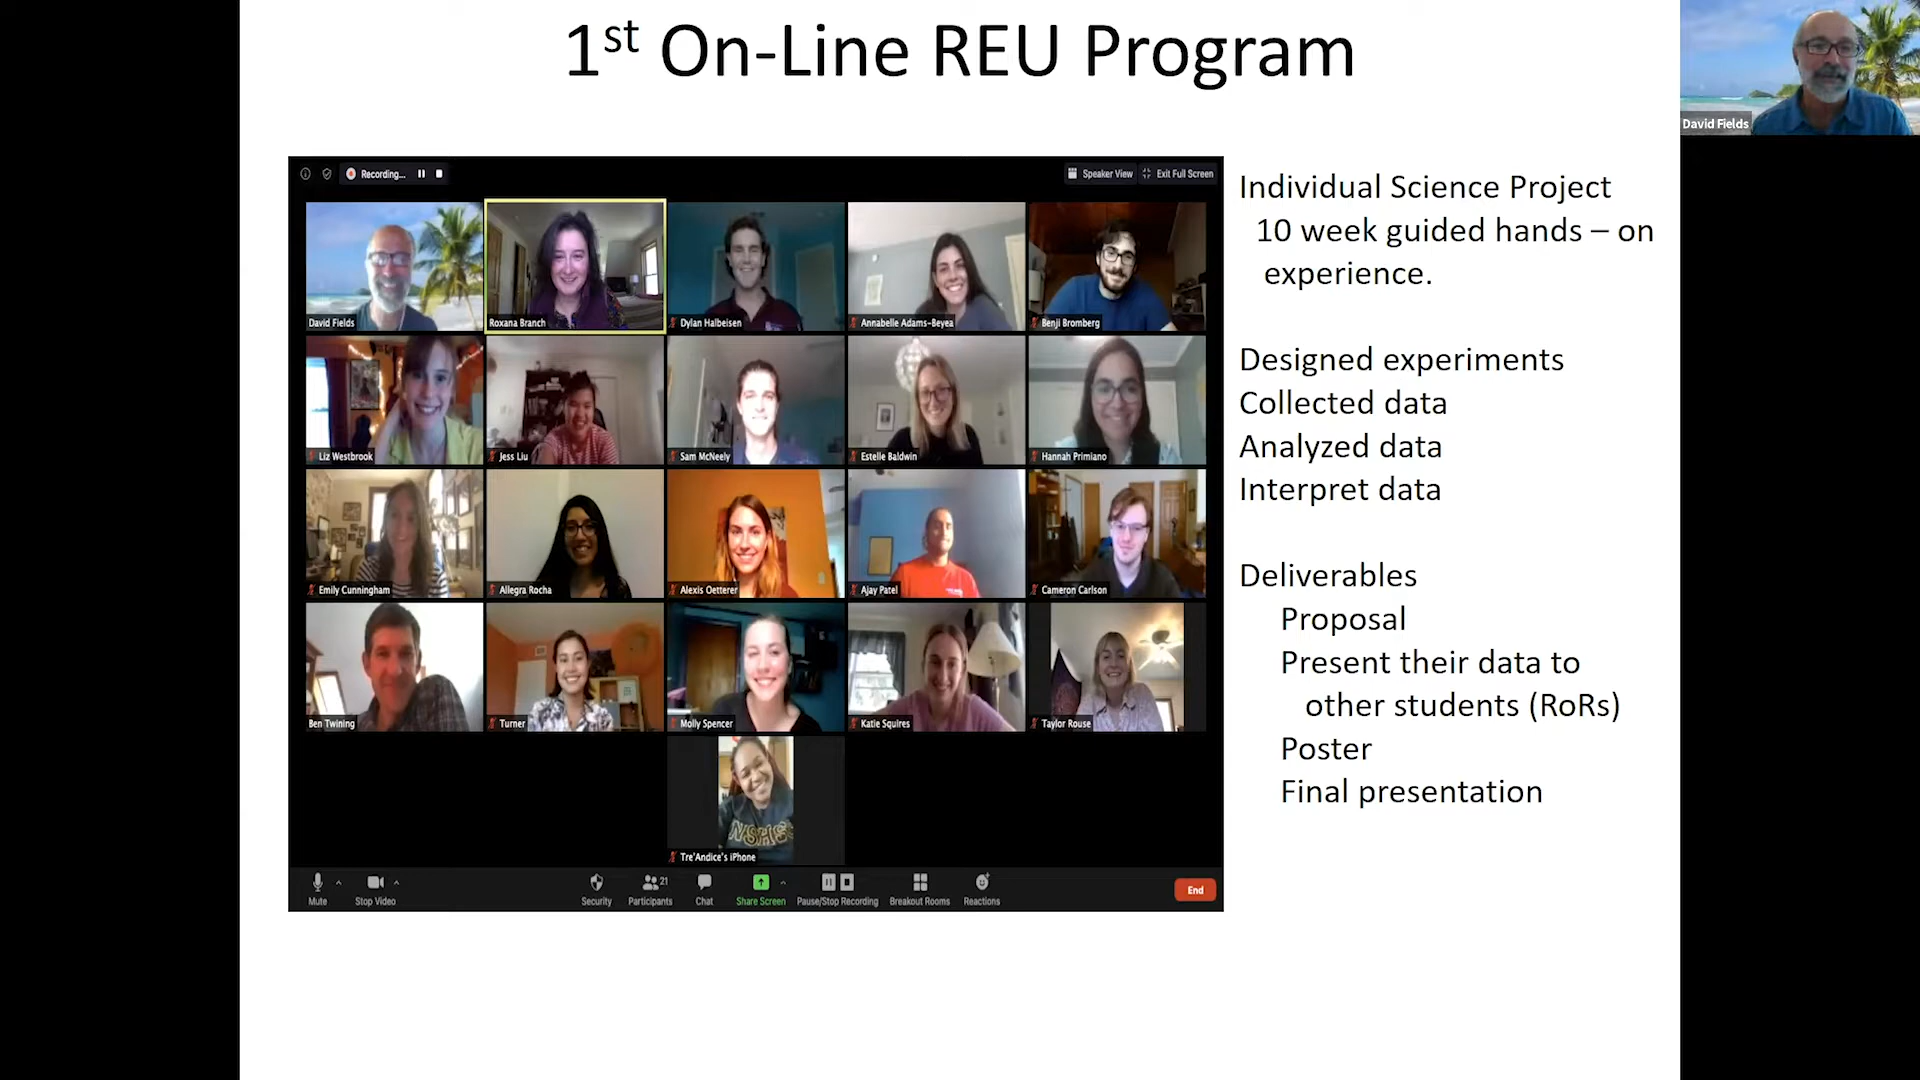 1st On-Line REU Program
David Fields
Recording...
Speaker View
Exit Full Screen
David Fields
Roxana Branch
Dylan Halbeisen
Annabelle Adams-Beyea
Benji Bromberg
Liz Westbrook
Jess Liu
Sam McNeely
Estelle Baldwin
Hannah Primiano
Emily Cunningham
Allegra Rocha
Alexis Oetterer
Ajay Patel
Cameron Carlson
Ben Twining
Turner
Molly Spencer
Katie Squires
Taylor Rouse
NSHE
Tre'Andice's iPhone
Mute
Stop Video
Security
21
Participants
Chat
Share Screen
Pause/Stop Recording
Breakout Rooms
Reactions
End
Individual Science Project
10 week guided hands – on
experience.
Designed experiments
Collected data
Analyzed data
Interpret data
Deliverables
Proposal
Present their data to
other students (RoRs)
Poster
Final presentation